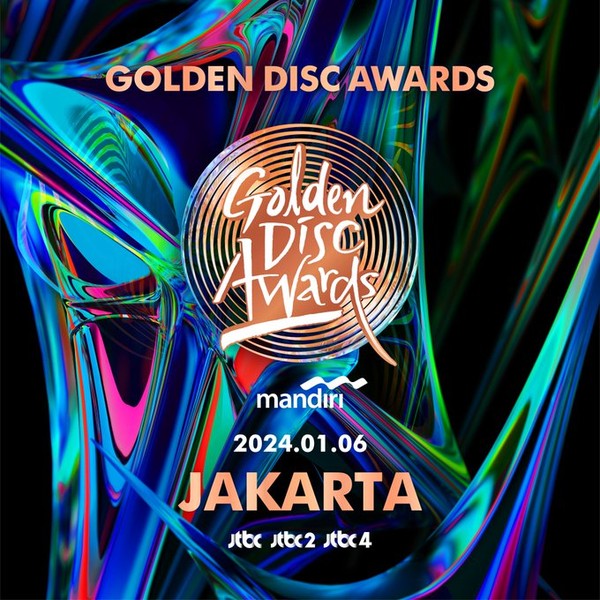 GOLDEN DISC AWARDS
Golden
DISC
Awards
mandiri
2024.01.06
JAKARTA
jtbc jtbc2 jtbc4